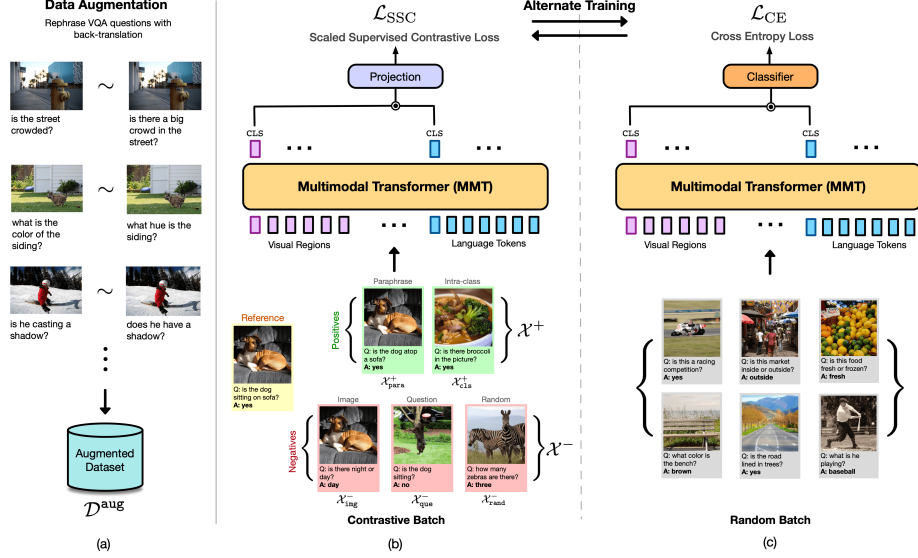 Data Augmentation
Rephrase VQA questions with
back-translation
∼
is the street
crowded?
is there a big
crowd in the
street?
∼
what is the
color of the
siding?
what hue is the
siding?
∼
is he casting a
shadow?
does he have a
shadow?
Augmented
Dataset
𝒟^aug
(a)
ℒ_SSC
Scaled Supervised Contrastive Loss
Projection
CLS
CLS
Multimodal Transformer (MMT)
Visual Regions
Language Tokens
Reference
Q: is the dog
sitting on sofa?
A: yes
Positives
Paraphrase
Q: is the dog atop
a sofa?
A: yes
𝒳^+_para
Intra-class
Q: is there broccoli
in the picture?
A: yes
𝒳^+_cls
𝒳^+
Negatives
Image
Q: is there night or
day?
A: day
𝒳^-_img
Question
Q: is the dog
sitting?
A: no
𝒳^-_que
Random
Q: how many
zebras are there?
A: three
𝒳^-_rand
𝒳^-
Contrastive Batch
(b)
Alternate Training
ℒ_CE
Cross Entropy Loss
Classifier
CLS
CLS
Multimodal Transformer (MMT)
Visual Regions
Language Tokens
Q: is this a racing
competition?
A: yes
Q: is this market
inside or outside?
A: outside
Q: is this food
fresh or frozen?
A: fresh
Q: what color is
the bench?
A: brown
Q: is the road
lined in trees?
A: yes
Q: what is he
playing?
A: baseball
Random Batch
(c)